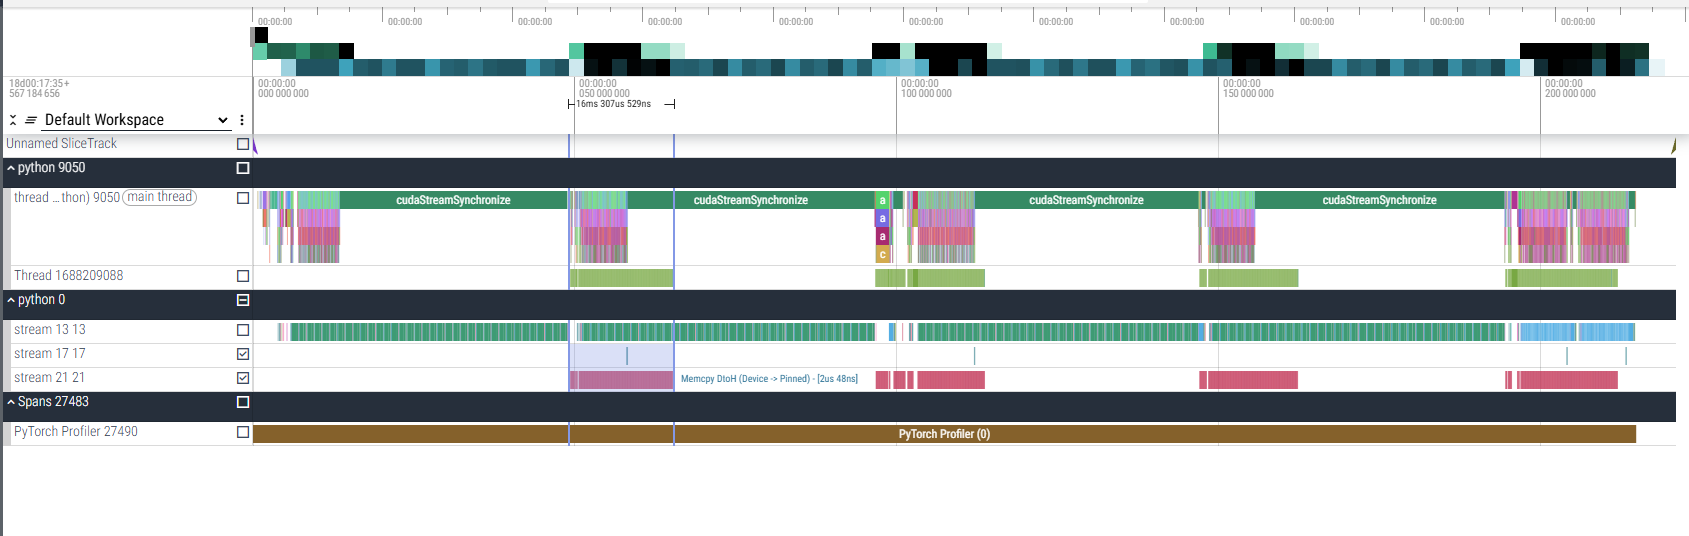 00:00:00 00:00:00 00:00:00 00:00:00 00:00:00 00:00:00 00:00:00 00:00:00 00:00:00 00:00:00 00:00:00
18d00:17:35+ 00:00:00 00:00:00 00:00:00 00:00:00 00:00:00
567 184 656 000 000 000 050 000 000 100 000 000 150 000 000 200 000 000
16ms 307us 529ns
Default Workspace
Unnamed SliceTrack
python 9050
thread ... thon) 9050 main thread cudaStreamSynchronize cudaStreamSynchronize a cudaStreamSynchronize cudaStreamSynchronize
a
a
c
Thread 1688209088
python 0
stream 13 13
stream 17 17
stream 21 21 Memcpy DtoH (Device -> Pinned) - [2us 48ns]
Spans 27483
PyTorch Profiler 27490 PyTorch Profiler (0)